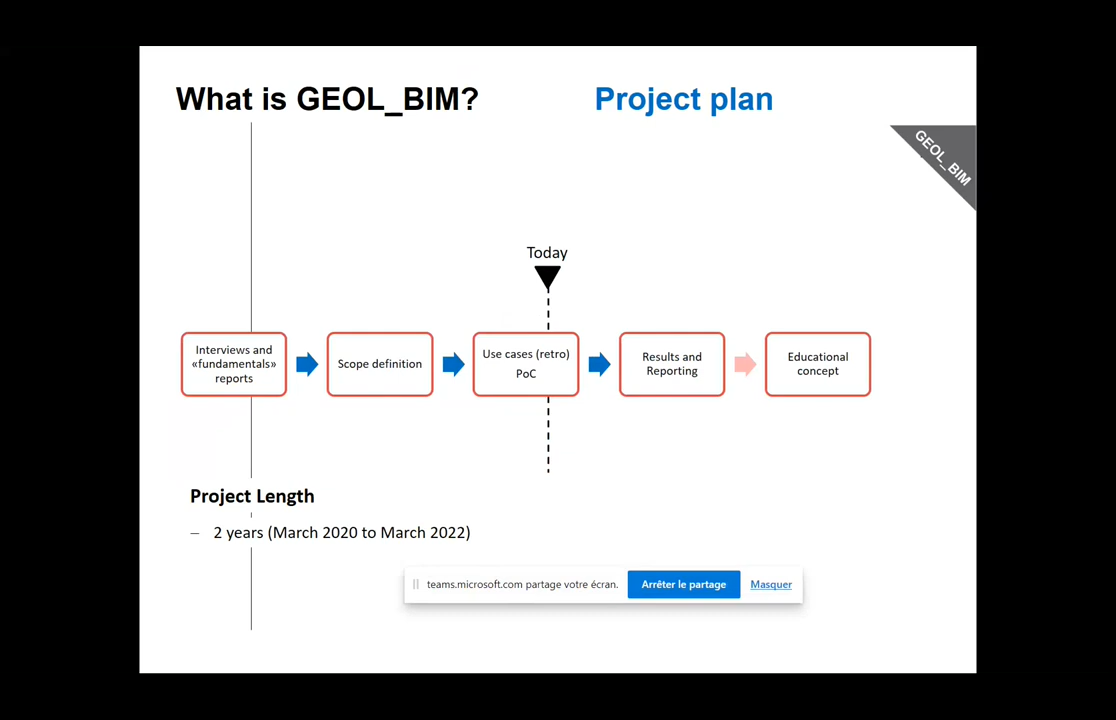 What is GEOL_BIM?
Project plan
GEOL_BIM
Today
Interviews and
«fundamentals»
reports
Scope definition
Use cases (retro)
PoC
Results and
Reporting
Educational
concept
Project Length
– 2 years (March 2020 to March 2022)
teams.microsoft.com partage votre écran.
Arrêter le partage
Masquer